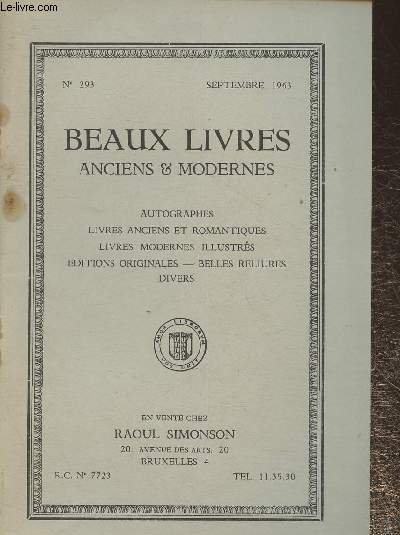 Le-livre.com
N° 293 SEPTEMBRE 1963
BEAUX LIVRES
ANCIENS & MODERNES
AUTOGRAPHES
LIVRES ANCIENS ET ROMANTIQUES
LIVRES MODERNES ILLUSTRÉS
EDITIONS ORIGINALES — BELLES RELIURES
DIVERS
EN VENTE CHEZ
RAOUL SIMONSON
20, AVENUE DES ARTS, 20
BRUXELLES 4
R.C. N° 7723 TEL. 11.35.30